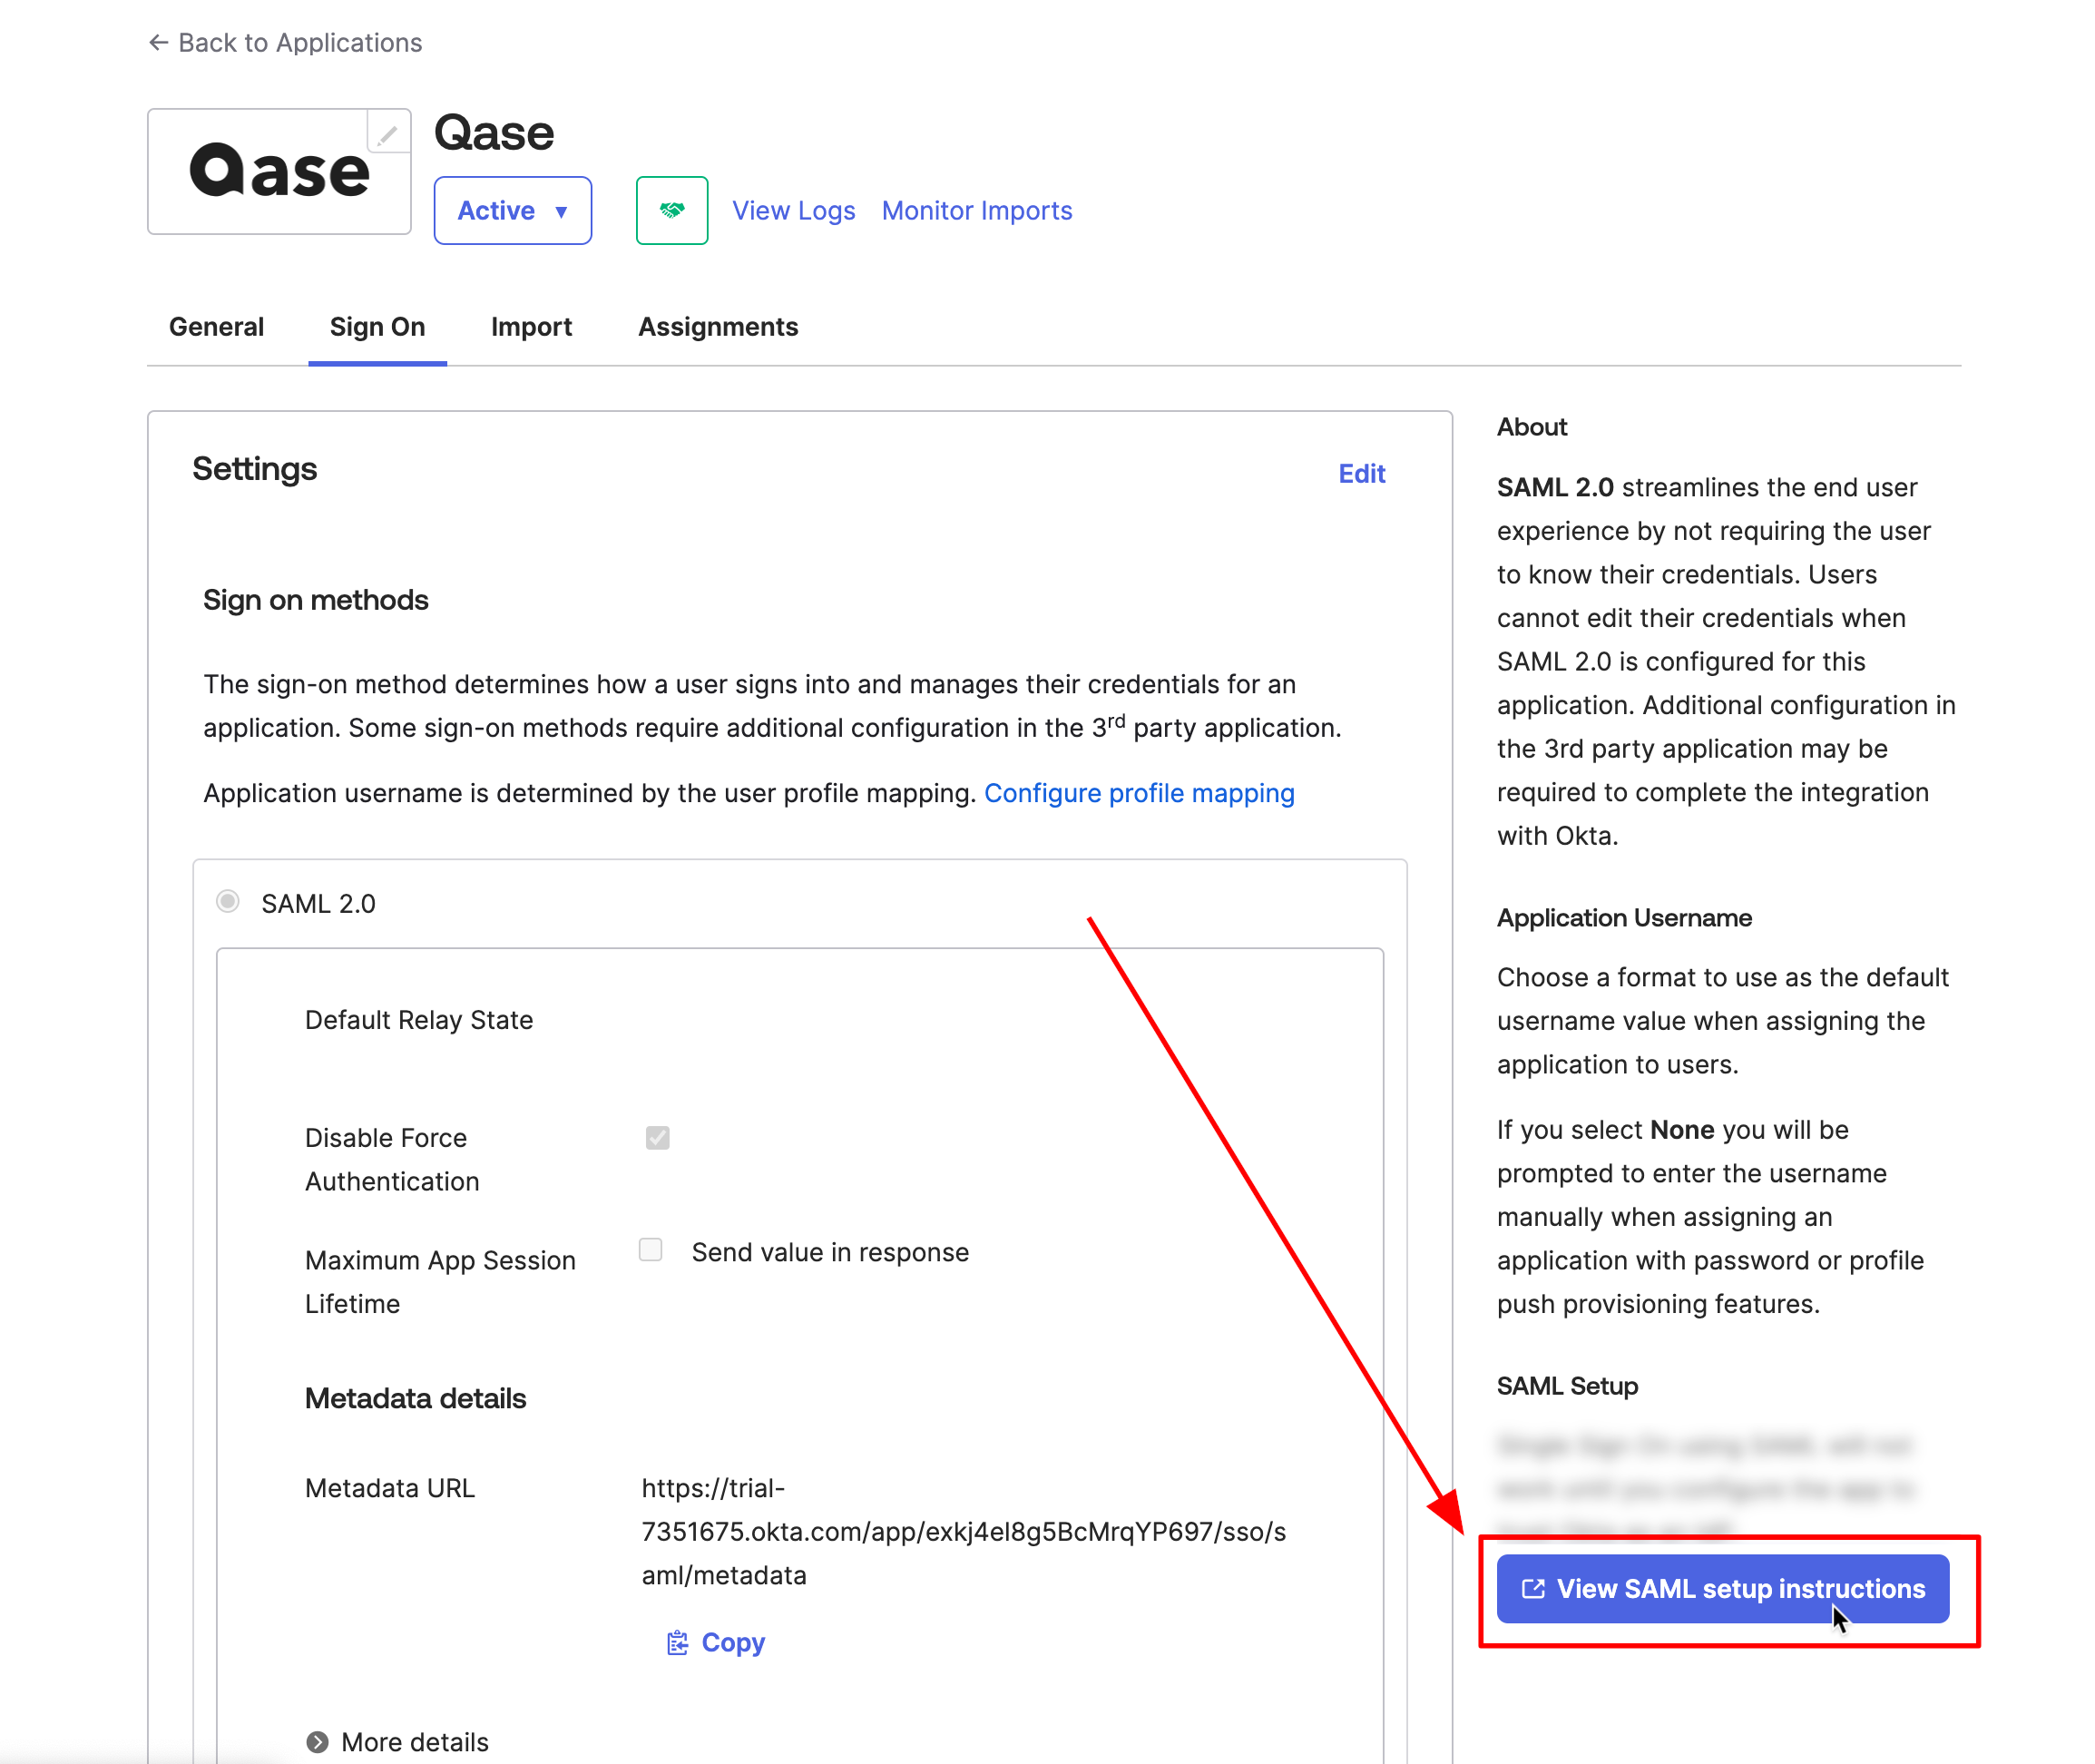 ← Back to Applications
Qase
Qase
Active ▼
View Logs
Monitor Imports
General
Sign On
Import
Assignments
Settings
Edit
Sign on methods
The sign-on method determines how a user signs into and manages their credentials for an
application. Some sign-on methods require additional configuration in the 3rd party application.
Application username is determined by the user profile mapping. Configure profile mapping
SAML 2.0
Default Relay State
Disable Force
Authentication
Maximum App Session
Lifetime
Send value in response
Metadata details
Metadata URL
https://trial-
7351675.okta.com/app/exkj4el8g5BcMrqYP697/sso/s
aml/metadata
Copy
More details
About
SAML 2.0 streamlines the end user
experience by not requiring the user
to know their credentials. Users
cannot edit their credentials when
SAML 2.0 is configured for this
application. Additional configuration in
the 3rd party application may be
required to complete the integration
with Okta.
Application Username
Choose a format to use as the default
username value when assigning the
application to users.
If you select None you will be
prompted to enter the username
manually when assigning an
application with password or profile
push provisioning features.
SAML Setup
View SAML setup instructions